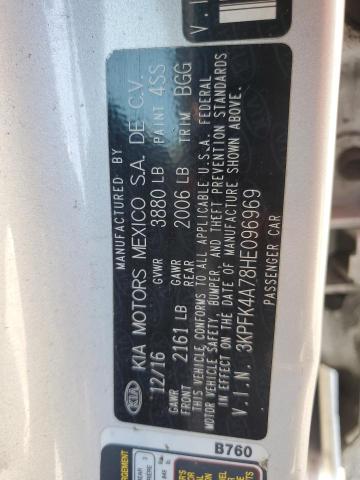 MANUFACTURED BY
KIA KIA MOTORS MEXICO S.A. DE C.V.
12/16 GVWR 3880 LB PAINT 4SS
GAWR FRONT 2161 LB GAWR REAR 2006 LB TRIM BGG
THIS VEHICLE CONFORMS TO ALL APPLICABLE U.S.A. FEDERAL
MOTOR VEHICLE SAFETY, BUMPER, AND THEFT PREVENTION STANDARDS
IN EFFECT ON THE DATE OF MANUFACTURE SHOWN ABOVE.
V.I.N. 3KPFK4A78HE096969
PASSENGER CAR
B760
V.I